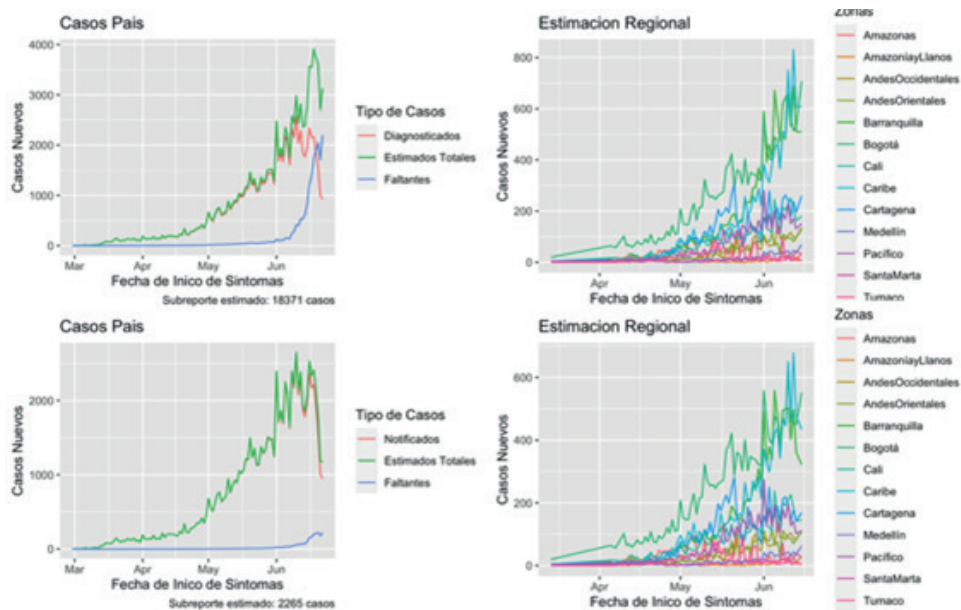 Casos Pais
4000
3000
2000
1000
0
Casos Nuevos
Mar
Apr
May
Jun
Fecha de Inico de Sintomas
Subreporte estimado: 18371 casos
Tipo de Casos
Diagnosticados
Estimados Totales
Faltantes
Estimacion Regional
800
600
400
200
0
Casos Nuevos
Apr
May
Jun
Fecha de Inico de Sintomas
Zonas
Amazonas
AmazoníayLlanos
AndesOccidentales
AndesOrientales
Barranquilla
Bogotá
Cali
Caribe
Cartagena
Medellín
Pacífico
SantaMarta
Tumaco
Casos Pais
2000
1000
0
Casos Nuevos
Mar
Apr
May
Jun
Fecha de Inico de Sintomas
Subreporte estimado: 2265 casos
Tipo de Casos
Notificados
Estimados Totales
Faltantes
Estimacion Regional
600
400
200
0
Casos Nuevos
Apr
May
Jun
Fecha de Inico de Sintomas
Zonas
Amazonas
AmazoníayLlanos
AndesOccidentales
AndesOrientales
Barranquilla
Bogotá
Cali
Caribe
Cartagena
Medellín
Pacífico
SantaMarta
Tumaco